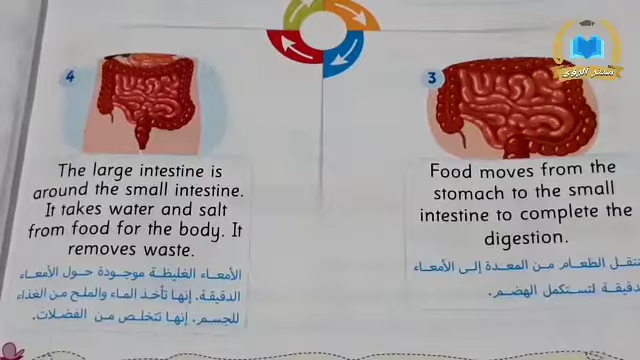 4
The large intestine is
around the small intestine.
It takes water and salt
from food for the body. It
removes waste.
الأمعاء الغليظة موجودة حول الأمعاء
الدقيقة. إنها تأخذ الماء والملح من الغذاء
للجسم. إنها تتخلص من الفضلات.
3
Food moves from the
stomach to the small
intestine to complete the
digestion.
الطعام من المعدة إلى الأمعاء
لتستكمل الهضم.